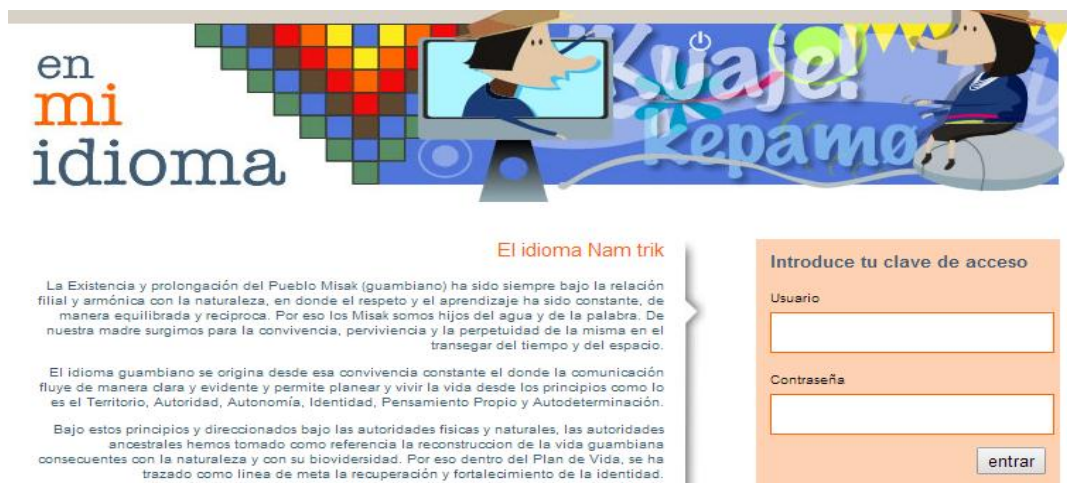 en
mi
idioma
Kuaje!
Kepamø
El idioma Nam trik
La Existencia y prolongación del Pueblo Misak (guambiano) ha sido siempre bajo la relación
filial y armónica con la naturaleza, en donde el respeto y el aprendizaje ha sido constante, de
manera equilibrada y reciproca. Por eso los Misak somos hijos del agua y de la palabra. De
nuestra madre surgimos para la convivencia, perviviencia y la perpetuidad de la misma en el
transegar del tiempo y del espacio.
El idioma guambiano se origina desde esa convivencia constante el donde la comunicación
fluye de manera clara y evidente y permite planear y vivir la vida desde los principios como lo
es el Territorio, Autoridad, Autonomía, Identidad, Pensamiento Propio y Autodeterminación.
Bajo estos principios y direccionados bajo las autoridades fisicas y naturales, las autoridades
ancestrales hemos tomado como referencia la reconstruccion de la vida guambiana
consecuentes con la naturaleza y con su biovidersidad. Por eso dentro del Plan de Vida, se ha
trazado como linea de meta la recuperación y fortalecimiento de la identidad.
Introduce tu clave de acceso
Usuario
Contraseña
entrar